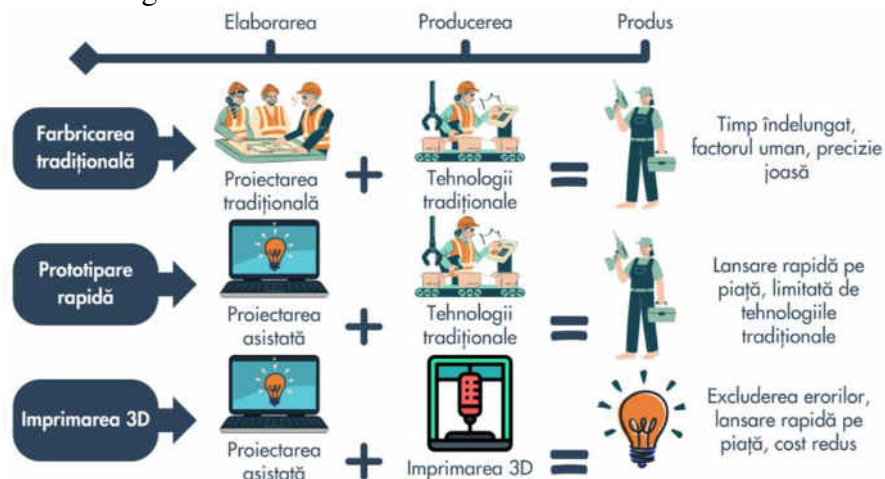 Elaborarea Producerea Produs
Farbricarea
tradițională
Proiectarea
tradițională
+
Tehnologii
tradiționale
=
Timp îndelungat,
factorul uman, precizie
joasă
Prototipare
rapidă
Proiectarea
asistată
+
Tehnologii
tradiționale
=
Lansare rapidă pe
piață, limitată de
tehnologiile
tradiționale
Imprimarea 3D
Proiectarea
asistată
+
Imprimarea 3D
=
Excluderea erorilor,
lansare rapidă pe
piață, cost redus